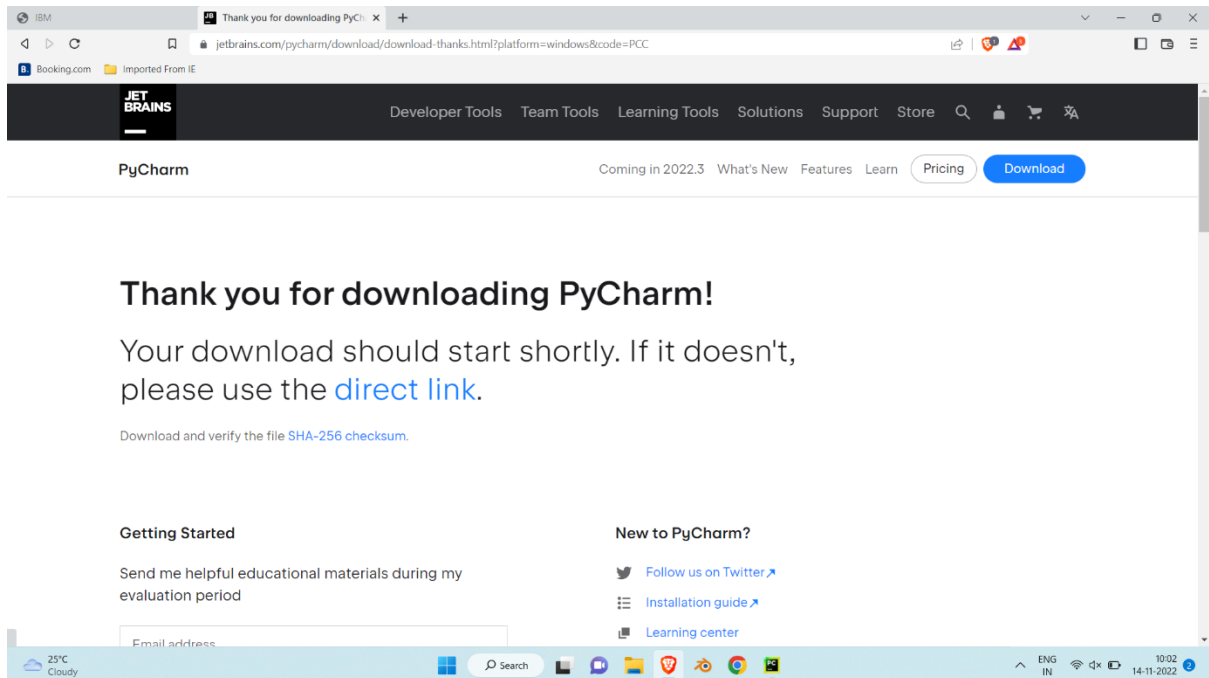 IBM
JB
Thank you for downloading PyCh
jetbrains.com/pycharm/download/download-thanks.html?platform=windows&code=PCC
B.
Booking.com
Imported From IE
JET
BRAINS
Developer Tools Team Tools Learning Tools Solutions Support Store
PyCharm
Coming in 2022.3 What's New Features Learn Pricing Download
Thank you for downloading PyCharm!
Your download should start shortly. If it doesn't,
please use the direct link.
Download and verify the file SHA-256 checksum.
Getting Started
New to PyCharm?
Send me helpful educational materials during my
evaluation period
Follow us on Twitter
Installation guide
Learning center
Email address
25°C
Cloudy
Search
PC
ENG
IN
10:02
14-11-2022
2